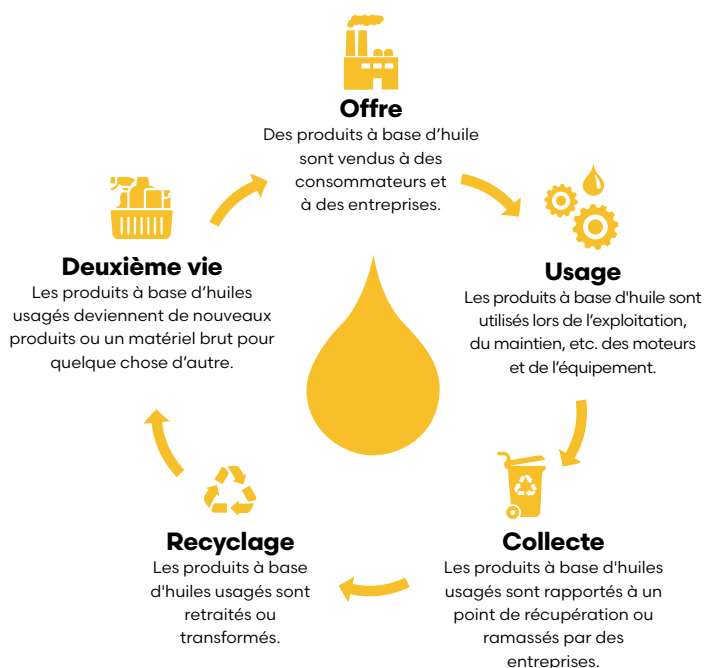 Offre
Des produits à base d’huile
sont vendus à des
consommateurs et
à des entreprises.
Usage
Les produits à base d'huile sont
utilisés lors de l’exploitation,
du maintien, etc. des moteurs
et de l’équipement.
Collecte
Les produits à base d'huiles
usagés sont rapportés à un
point de récupération ou
ramassés par des
entreprises.
Recyclage
Les produits à base
d'huiles usagés sont
retraités ou
transformés.
Deuxième vie
Les produits à base d’huiles
usagés deviennent de nouveaux
produits ou un matériel brut pour
quelque chose d’autre.